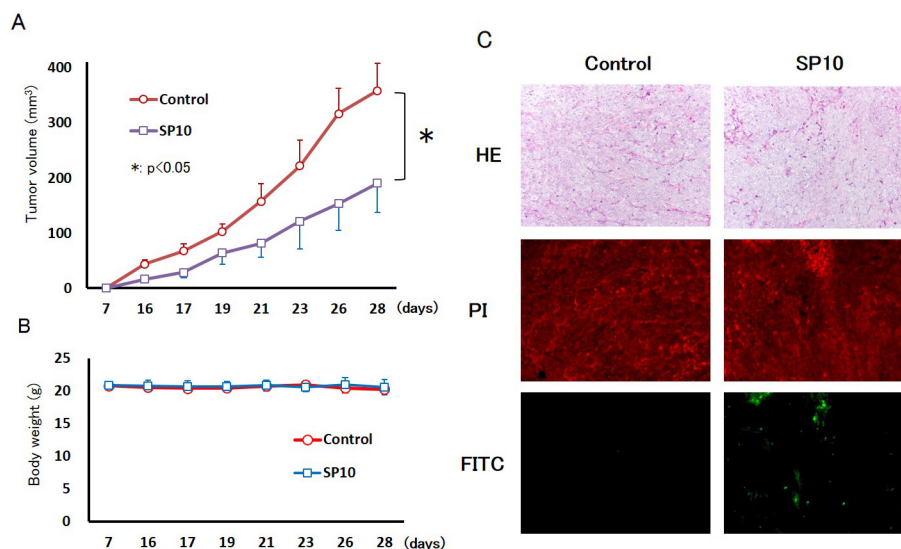 A
Tumor volume (mm³)
400
300
200
100
0
Control
SP10
*: p<0.05
*
7 16 17 19 21 23 26 28 (days)
B
Body weight (g)
25
20
15
10
5
0
Control
SP10
7 16 17 19 21 23 26 28 (days)
C
Control SP10
HE
PI
FITC